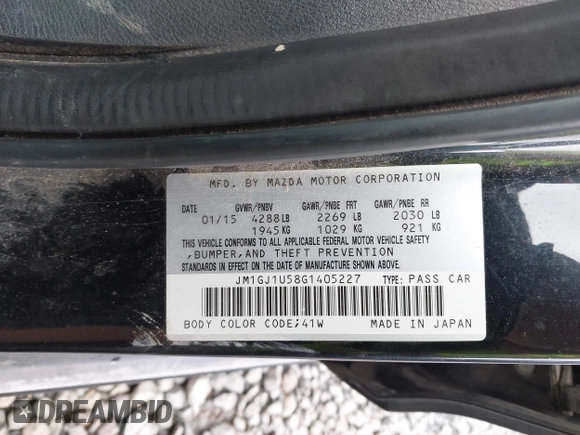 MFD. BY MAZDA MOTOR CORPORATION
DATE GVWR/PNBV GAWR/PNBE FRT GAWR/PNBE RR
01/15 4288 LB 2269 LB 2030 LB
1945 KG 1029 KG 921 KG
THIS VEHICLE CONFORMS TO ALL APPLICABLE FEDERAL MOTOR VEHICLE SAFETY
,BUMPER,AND THEFT PREVENTION
STANDARDS IN EFFECT ON THE DATE OF MANUFACTURE SHOWN ABOVE.
JM1GJ1U58G1405227 TYPE: PASS CAR
BODY COLOR CODE;41W MADE IN JAPAN
DREAMBID